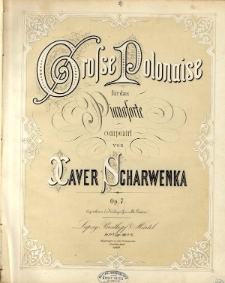 Grosse Polonaise
für das
Pianoforte
componirt
von
XAVER SCHARWENKA
Op. 7.
Leipzig, Breitkopf & Härtel